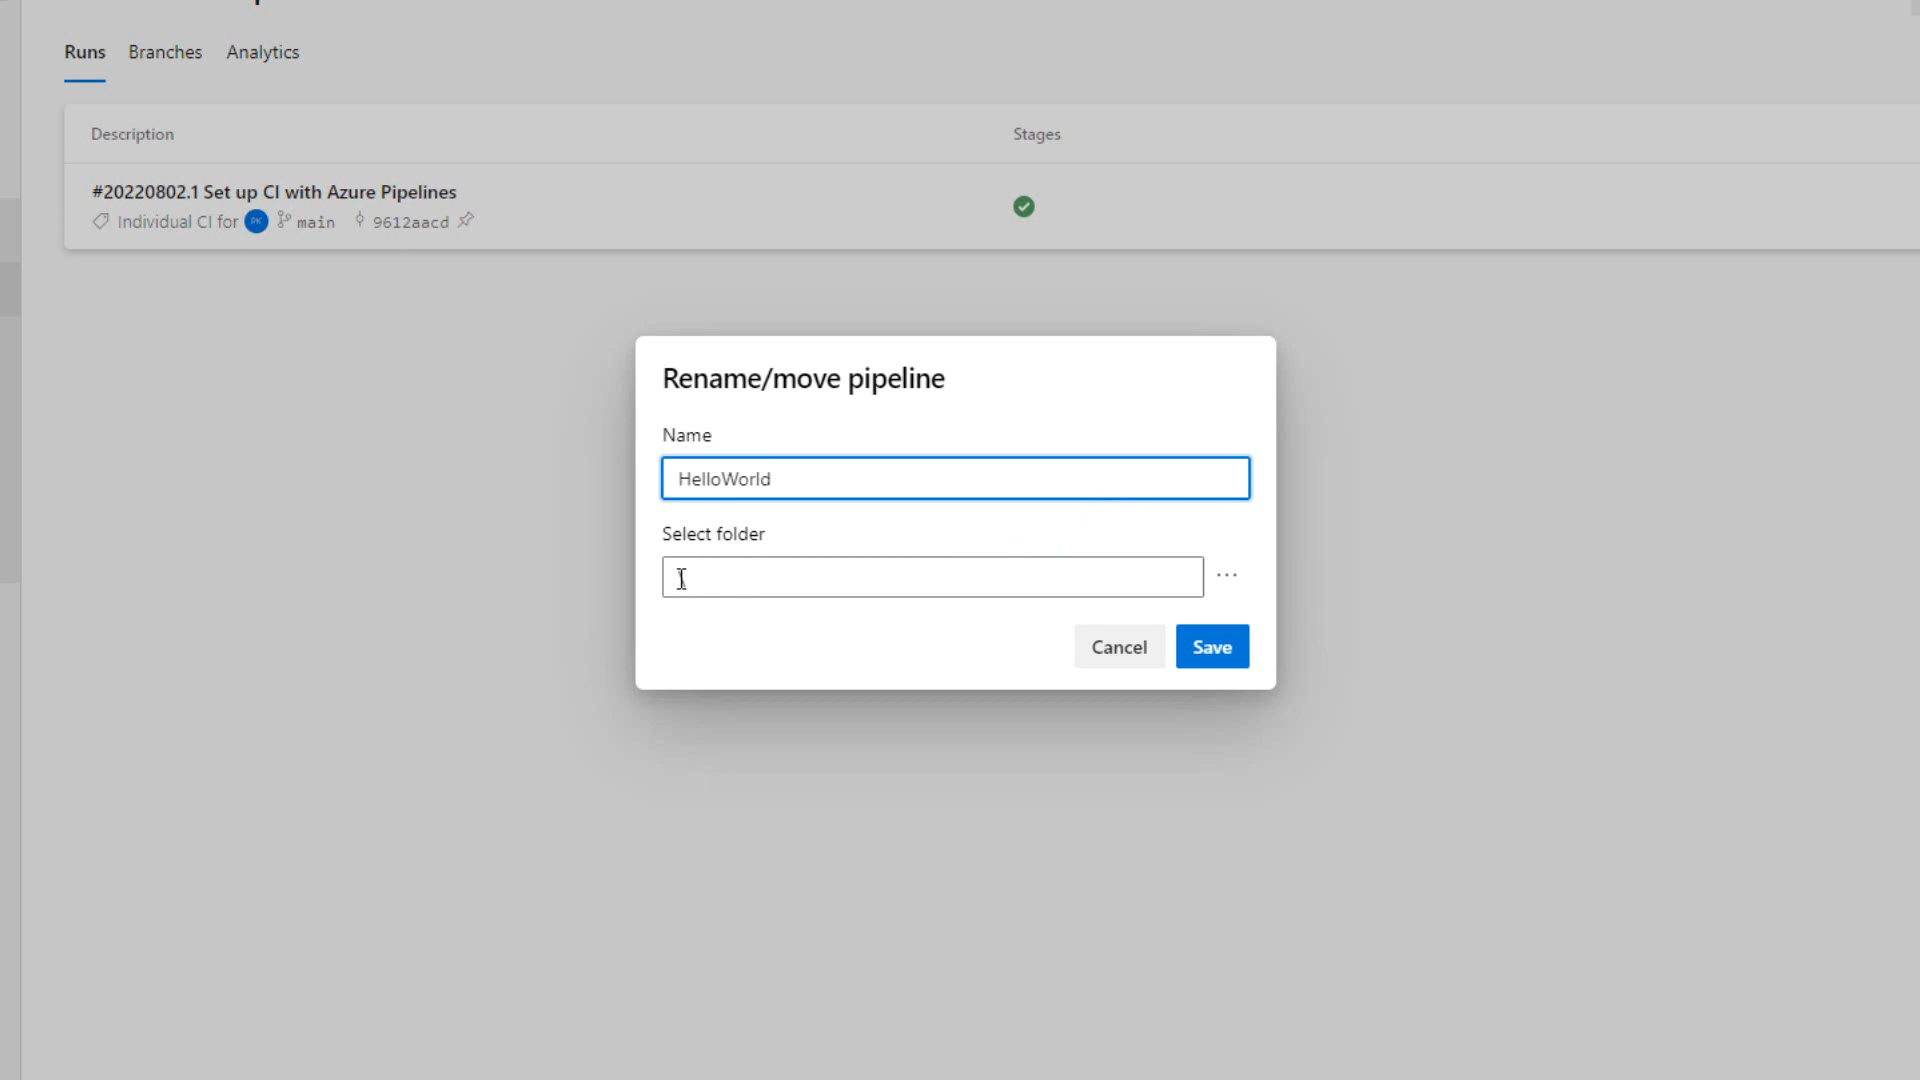 Runs Branches Analytics
Description Stages
#20220802.1 Set up CI with Azure Pipelines
Individual CI for PK main 9612aacd
Rename/move pipeline
Name
HelloWorld
Select folder
...
Cancel Save